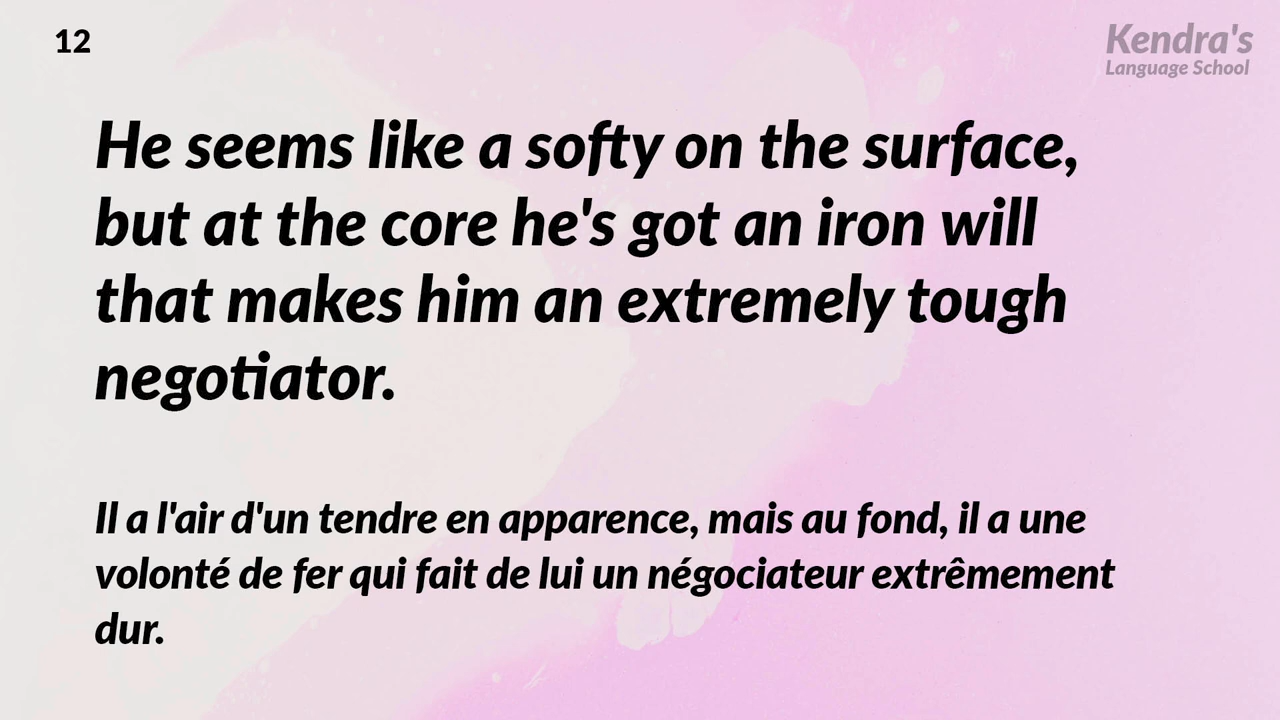 12
Kendra's
Language School
He seems like a softy on the surface,
but at the core he's got an iron will
that makes him an extremely tough
negotiator.
Il a l'air d'un tendre en apparence, mais au fond, il a une
volonté de fer qui fait de lui un négociateur extrêmement
dur.